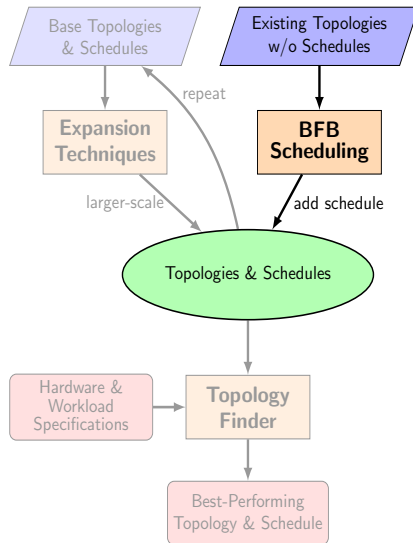 Base Topologies
& Schedules
Existing Topologies
w/o Schedules
repeat
Expansion
Techniques
BFB
Scheduling
larger-scale
add schedule
Topologies & Schedules
Hardware &
Workload
Specifications
Topology
Finder
Best-Performing
Topology & Schedule